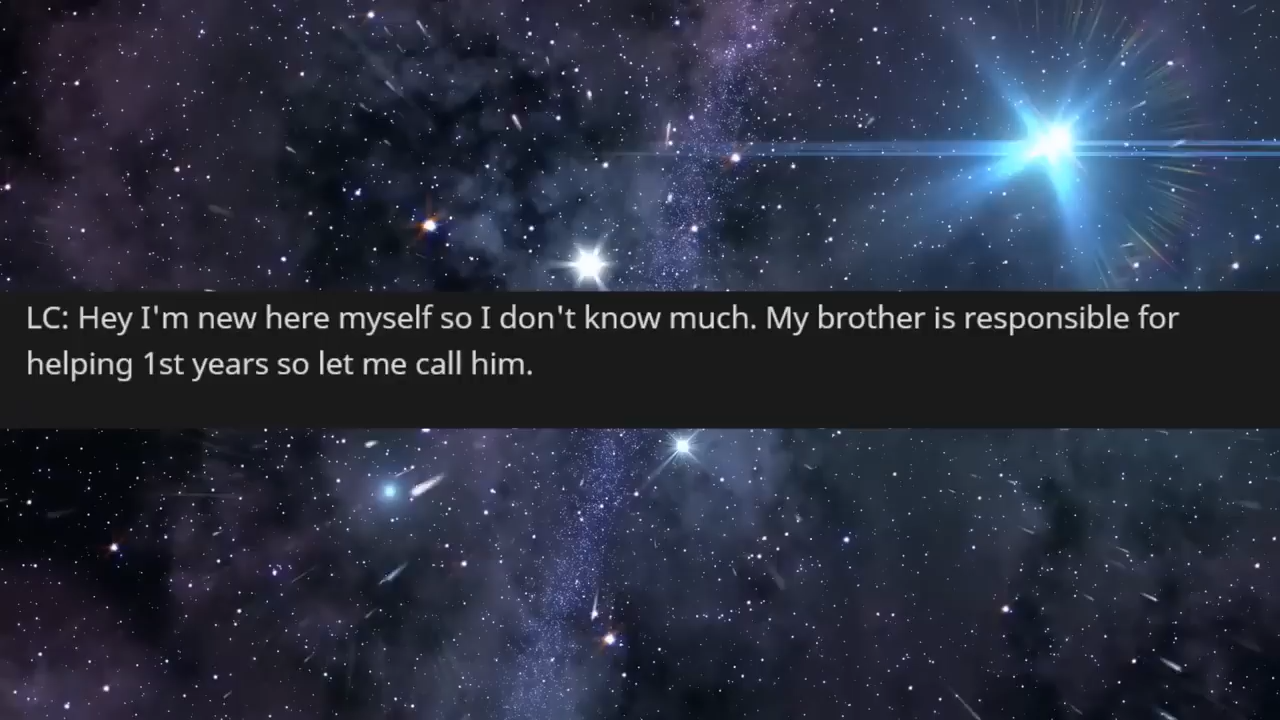 LC: Hey I'm new here myself so I don't know much. My brother is responsible for
helping 1st years so let me call him.